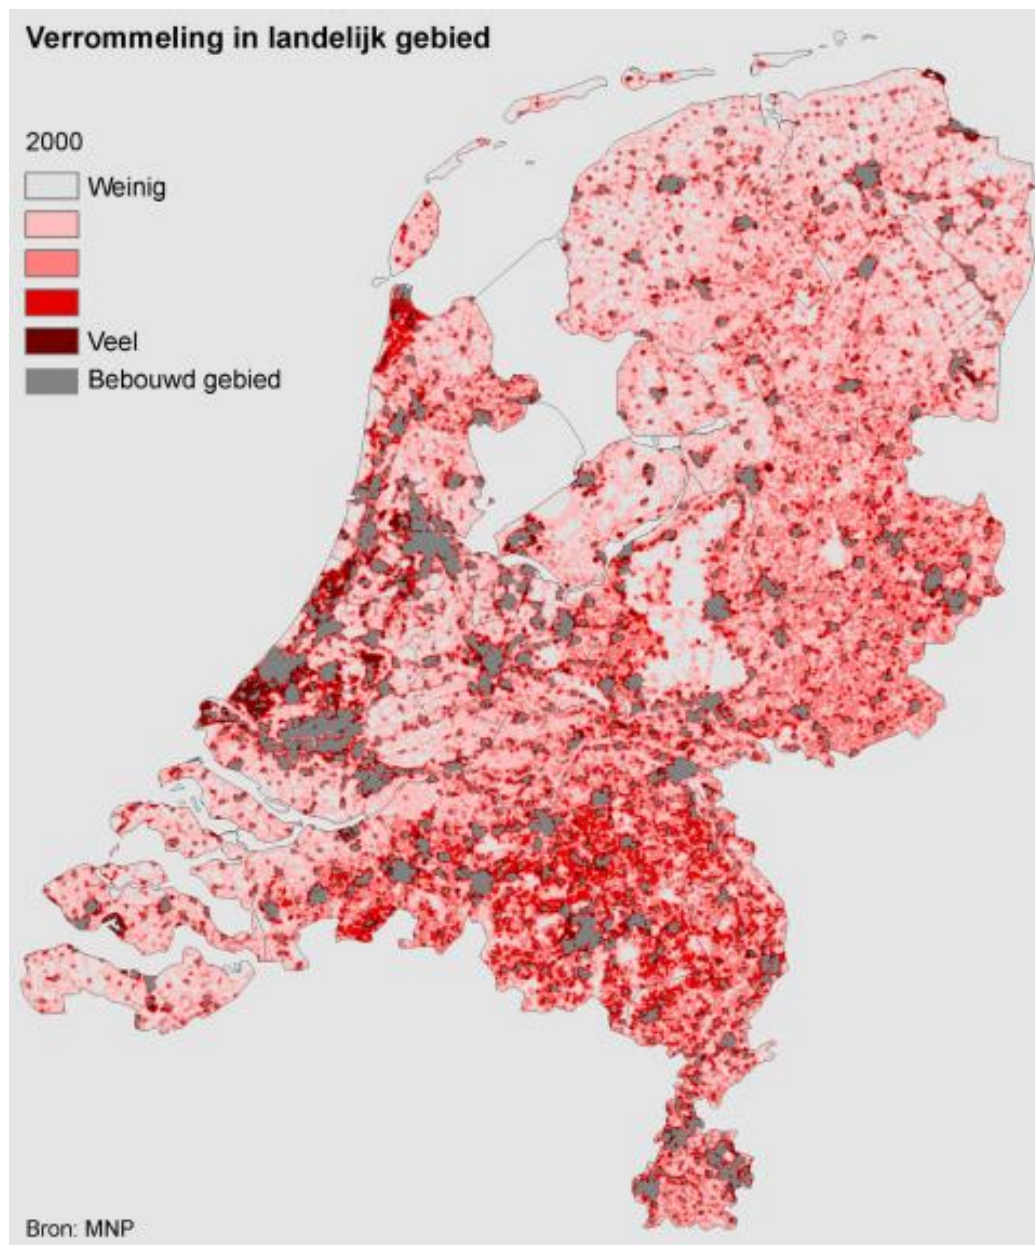 Verrommeling in landelijk gebied
2000
Weinig
Veel
Bebouwd gebied
Bron: MNP